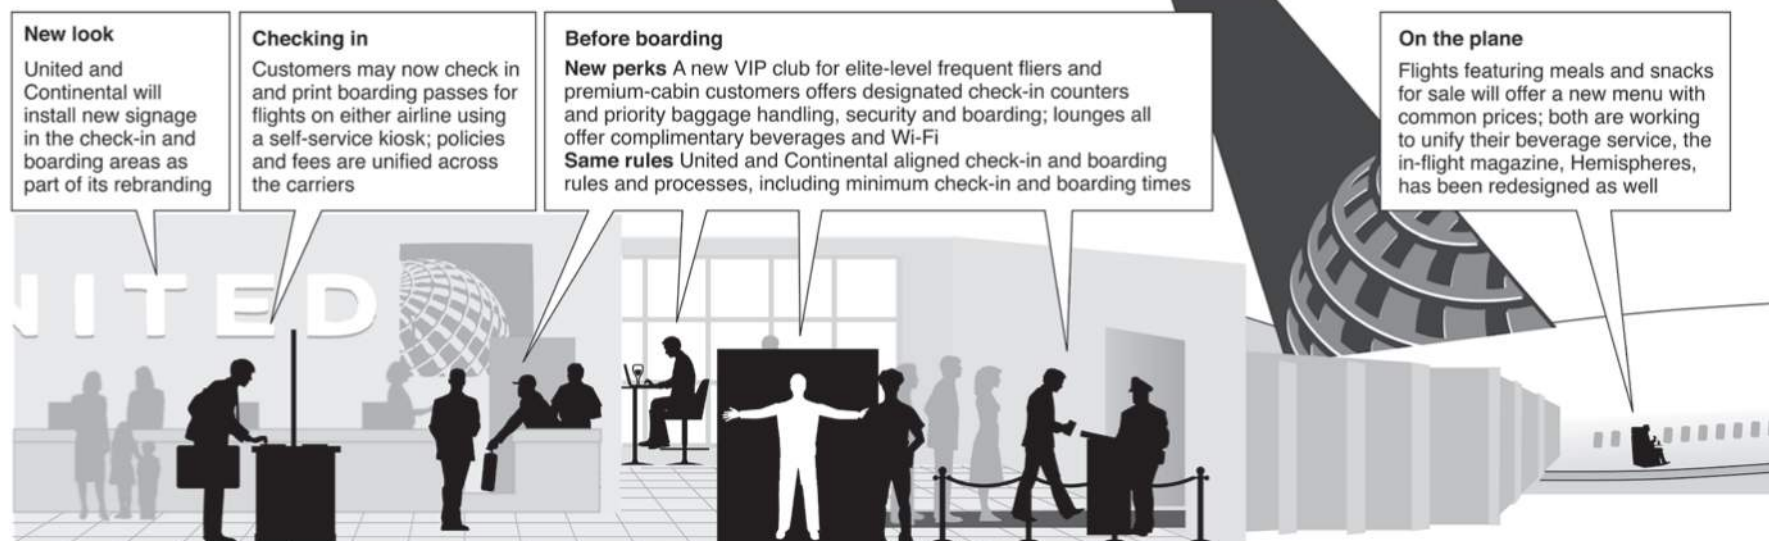 New look
United and
Continental will
install new signage
in the check-in and
boarding areas as
part of its rebranding
Checking in
Customers may now check in
and print boarding passes for
flights on either airline using
a self-service kiosk; policies
and fees are unified across
the carriers
Before boarding
New perks A new VIP club for elite-level frequent fliers and
premium-cabin customers offers designated check-in counters
and priority baggage handling, security and boarding; lounges all
offer complimentary beverages and Wi-Fi
Same rules United and Continental aligned check-in and boarding
rules and processes, including minimum check-in and boarding times
On the plane
Flights featuring meals and snacks
for sale will offer a new menu with
common prices; both are working
to unify their beverage service, the
in-flight magazine, Hemispheres,
has been redesigned as well
NITED